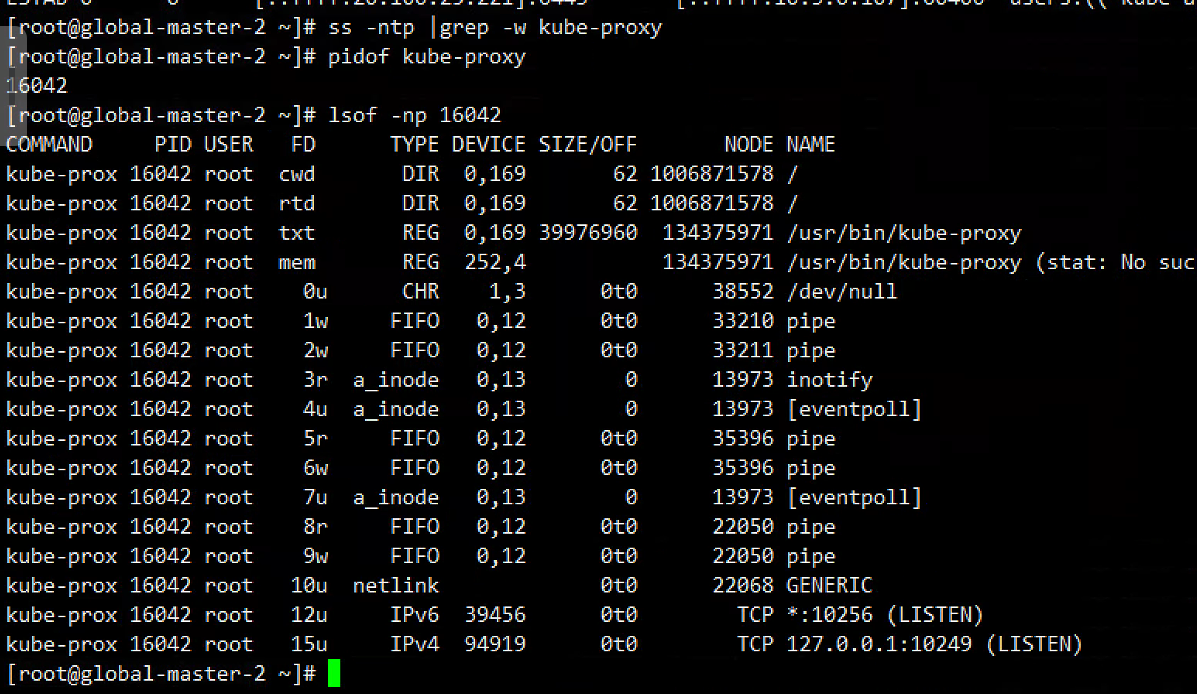 [root@global-master-2 ~]# ss -ntp |grep -w kube-proxy
[root@global-master-2 ~]# pidof kube-proxy
16042
[root@global-master-2 ~]# lsof -np 16042
COMMAND     PID USER   FD      TYPE DEVICE SIZE/OFF       NODE NAME
kube-prox 16042 root  cwd       DIR  0,169       62 1006871578 /
kube-prox 16042 root  rtd       DIR  0,169       62 1006871578 /
kube-prox 16042 root  txt       REG  0,169 39976960  134375971 /usr/bin/kube-proxy
kube-prox 16042 root  mem       REG  252,4           134375971 /usr/bin/kube-proxy (stat: No suc
kube-prox 16042 root    0u      CHR    1,3      0t0      38552 /dev/null
kube-prox 16042 root    1w     FIFO   0,12      0t0      33210 pipe
kube-prox 16042 root    2w     FIFO   0,12      0t0      33211 pipe
kube-prox 16042 root    3r  a_inode   0,13        0      13973 inotify
kube-prox 16042 root    4u  a_inode   0,13        0      13973 [eventpoll]
kube-prox 16042 root    5r     FIFO   0,12      0t0      35396 pipe
kube-prox 16042 root    6w     FIFO   0,12      0t0      35396 pipe
kube-prox 16042 root    7u  a_inode   0,13        0      13973 [eventpoll]
kube-prox 16042 root    8r     FIFO   0,12      0t0      22050 pipe
kube-prox 16042 root    9w     FIFO   0,12      0t0      22050 pipe
kube-prox 16042 root   10u  netlink             0t0      22068 GENERIC
kube-prox 16042 root   12u     IPv6  39456      0t0        TCP *:10256 (LISTEN)
kube-prox 16042 root   15u     IPv4  94919      0t0        TCP 127.0.0.1:10249 (LISTEN)
[root@global-master-2 ~]#